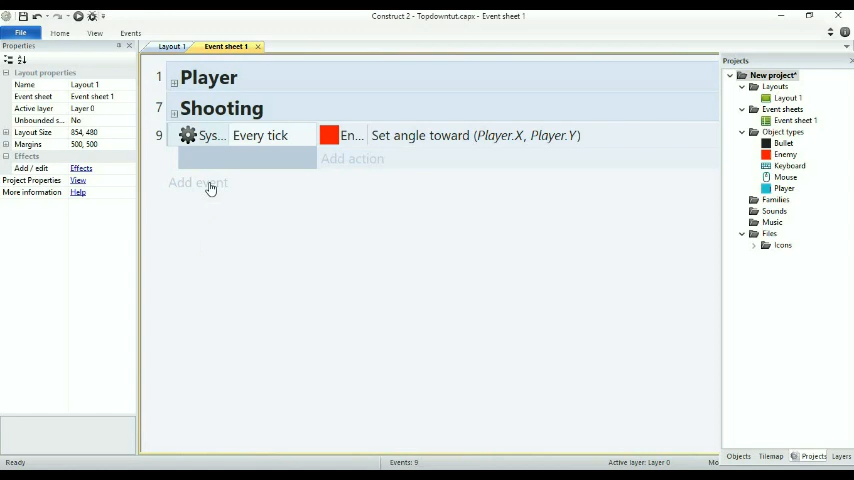 Construct 2 - Topdowntut.capx - Event sheet 1
File Home View Events
Properties
Layout 1 Event sheet 1
Projects
Layout properties
Name Layout 1
Event sheet Event sheet 1
Active layer Layer 0
Unbounded s... No
Layout Size 854, 480
Margins 500, 500
Effects
Add / edit Effects
Project Properties View
More information Help
1 Player
7 Shooting
9 Sys... Every tick En... Set angle toward (Player.X, Player.Y)
Add action
Add event
New project*
Layouts
Layout 1
Event sheets
Event sheet 1
Object types
Bullet
Enemy
Keyboard
Mouse
Player
Families
Sounds
Music
Files
Icons
Objects Tilemap Projects Layers
Ready Events: 9 Active layer: Layer 0 Mo